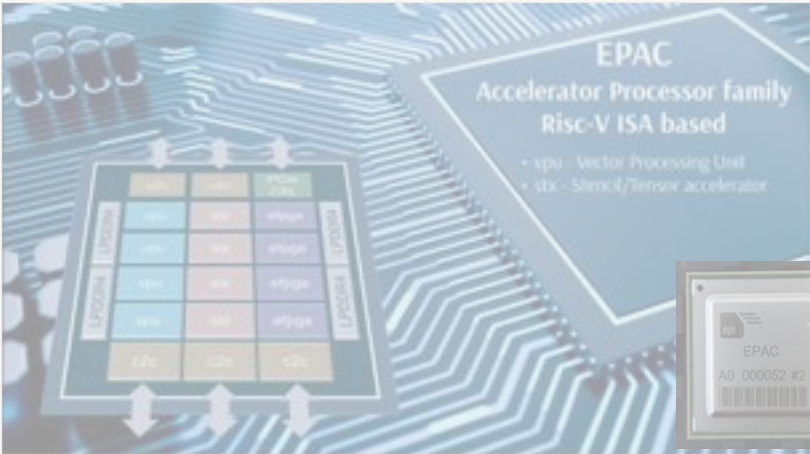 EPAC
Accelerator Processor family
Risc-V ISA based
• vpu - Vector Processing Unit
• stx - Stencil/Tensor accelerator
LPDDR4 vpu stx efpga LPDDR4
vpu stx efpga
LPDDR4 vpu stx efpga LPDDR4
vpu stx efpga
c2c c2c c2c
epi
EPAC
A0 000052 #2